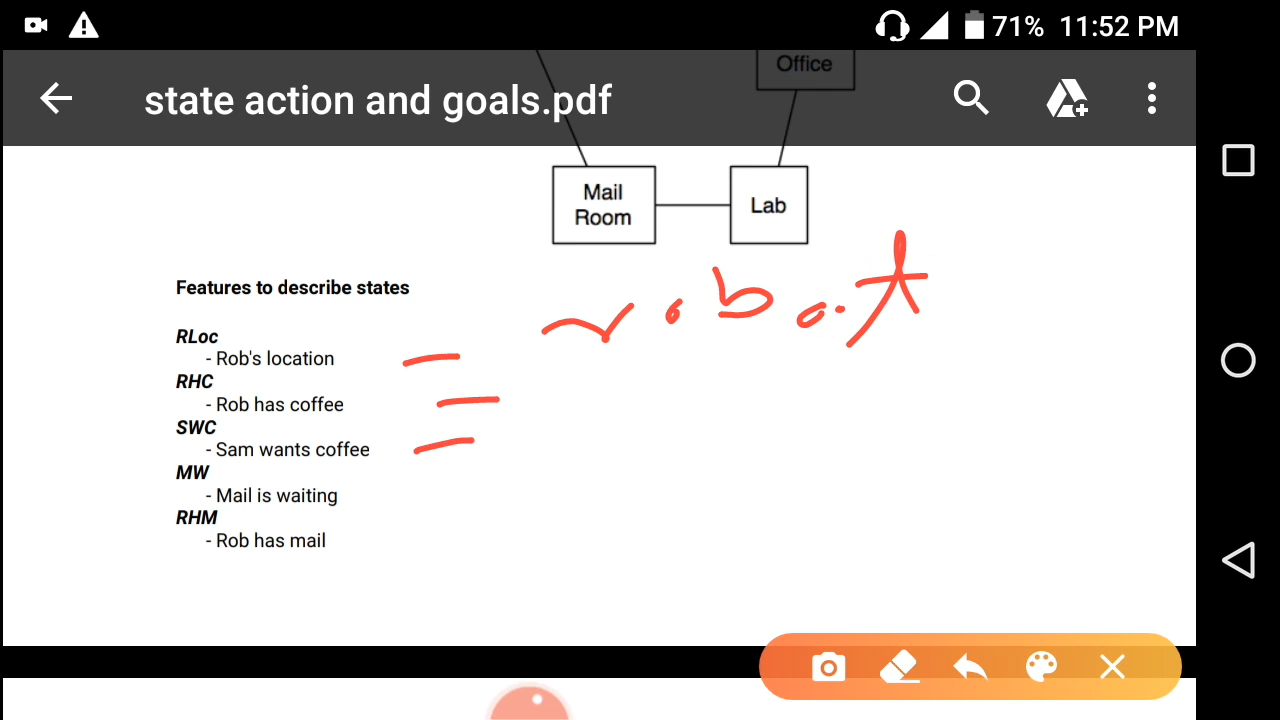 71% 11:52 PM
state action and goals.pdf
Office
Mail
Room
Lab
Features to describe states
RLoc
- Rob's location
RHC
- Rob has coffee
SWC
- Sam wants coffee
MW
- Mail is waiting
RHM
- Rob has mail